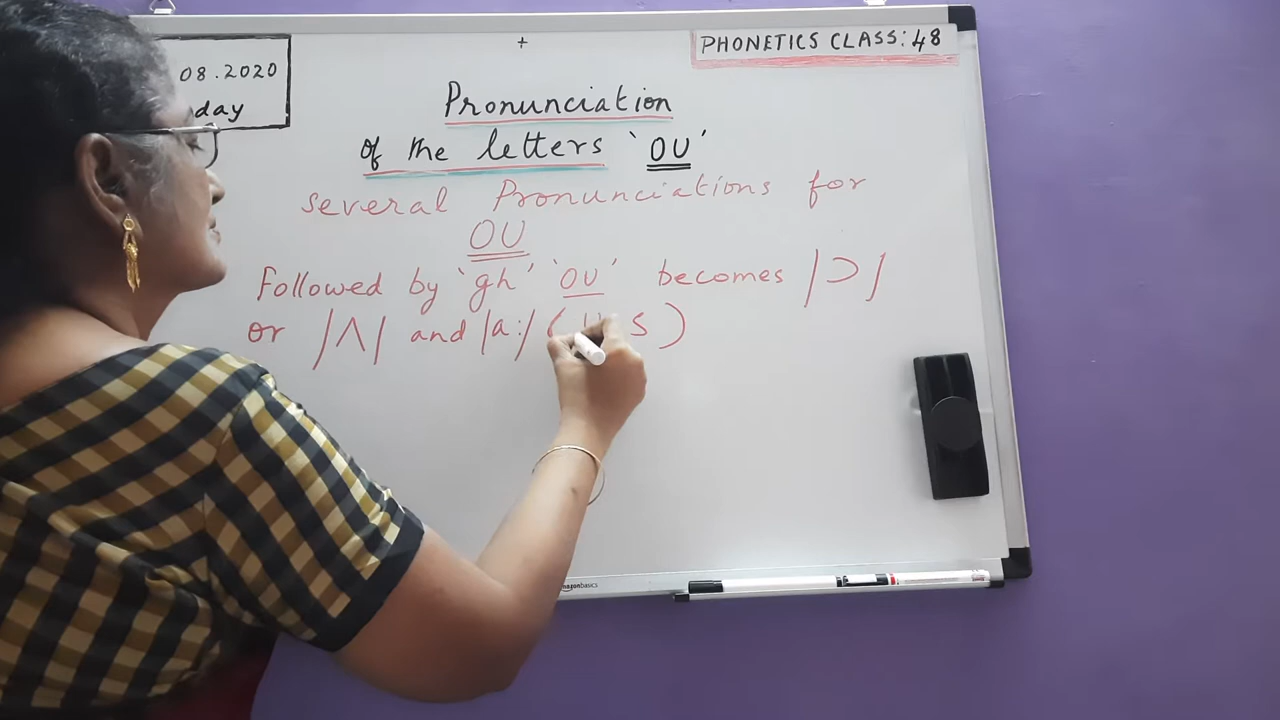 08.2020
day
PHONETICS CLASS: 48
+
Pronunciation
of the letters 'OU'
several Pronunciations for
OU
Followed by 'gh' 'OU' becomes /Ɔ/
or /Λ/ and /a:/ ( U S )
amazonbasics